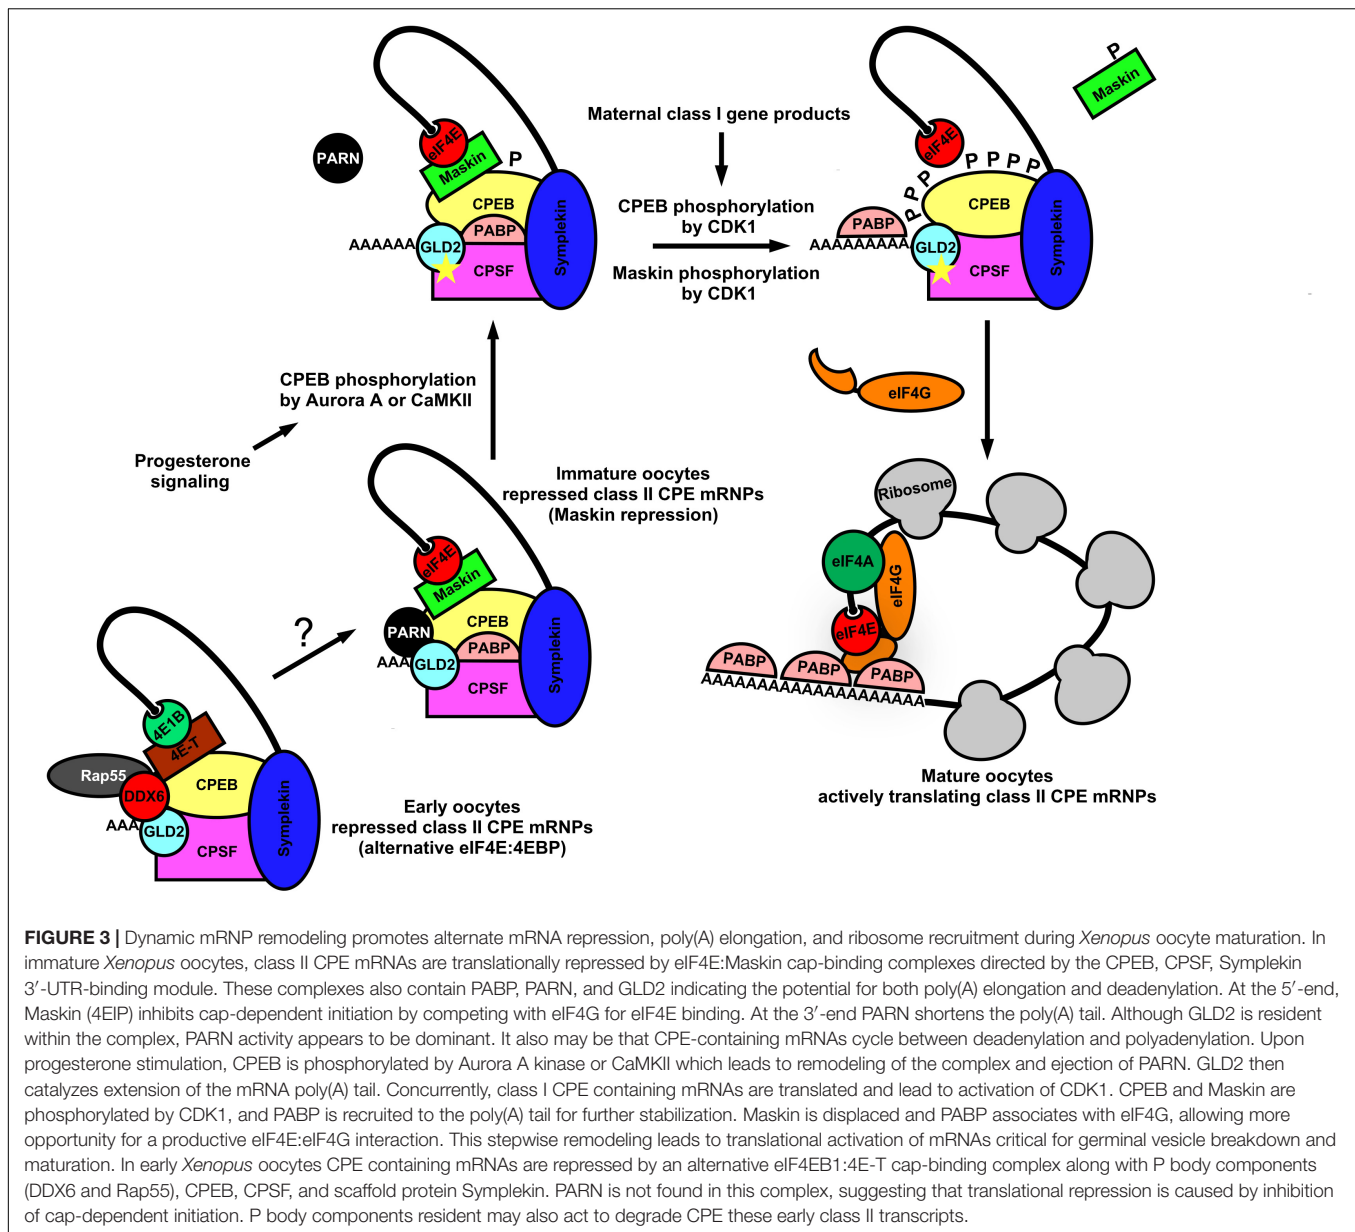 PARN
eIF4E
Maskin
P
CPEB
PABP
AAAAAA
GLD2
CPSF
Symplekin
Maternal class I gene products
CPEB phosphorylation
by CDK1
Maskin phosphorylation
by CDK1
P
Maskin
eIF4E
P P P P
P
P
P
CPEB
PABP
AAAAAAAAA
GLD2
CPSF
Symplekin
CPEB phosphorylation
by Aurora A or CaMKII
Progesterone
signaling
eIF4G
Immature oocytes
repressed class II CPE mRNPs
(Maskin repression)
eIF4E
Maskin
PARN
CPEB
PABP
AAA
GLD2
CPSF
Symplekin
?
4E1B
4E-T
Rap55
DDX6
CPEB
AAA
GLD2
CPSF
Symplekin
Early oocytes
repressed class II CPE mRNPs
(alternative eIF4E:4EBP)
Ribosome
eIF4A
eIF4G
eIF4E
PABP
PABP
PABP
AAAAAAAAAAAAAAAAAA
Mature oocytes
actively translating class II CPE mRNPs
FIGURE 3 | Dynamic mRNP remodeling promotes alternate mRNA repression, poly(A) elongation, and ribosome recruitment during Xenopus oocyte maturation. In
immature Xenopus oocytes, class II CPE mRNAs are translationally repressed by eIF4E:Maskin cap-binding complexes directed by the CPEB, CPSF, Symplekin
3′-UTR-binding module. These complexes also contain PABP, PARN, and GLD2 indicating the potential for both poly(A) elongation and deadenylation. At the 5′-end,
Maskin (4EIP) inhibits cap-dependent initiation by competing with eIF4G for eIF4E binding. At the 3′-end PARN shortens the poly(A) tail. Although GLD2 is resident
within the complex, PARN activity appears to be dominant. It also may be that CPE-containing mRNAs cycle between deadenylation and polyadenylation. Upon
progesterone stimulation, CPEB is phosphorylated by Aurora A kinase or CaMKII which leads to remodeling of the complex and ejection of PARN. GLD2 then
catalyzes extension of the mRNA poly(A) tail. Concurrently, class I CPE containing mRNAs are translated and lead to activation of CDK1. CPEB and Maskin are
phosphorylated by CDK1, and PABP is recruited to the poly(A) tail for further stabilization. Maskin is displaced and PABP associates with eIF4G, allowing more
opportunity for a productive eIF4E:eIF4G interaction. This stepwise remodeling leads to translational activation of mRNAs critical for germinal vesicle breakdown and
maturation. In early Xenopus oocytes CPE containing mRNAs are repressed by an alternative eIF4EB1:4E-T cap-binding complex along with P body components
(DDX6 and Rap55), CPEB, CPSF, and scaffold protein Symplekin. PARN is not found in this complex, suggesting that translational repression is caused by inhibition
of cap-dependent initiation. P body components resident may also act to degrade CPE these early class II transcripts.